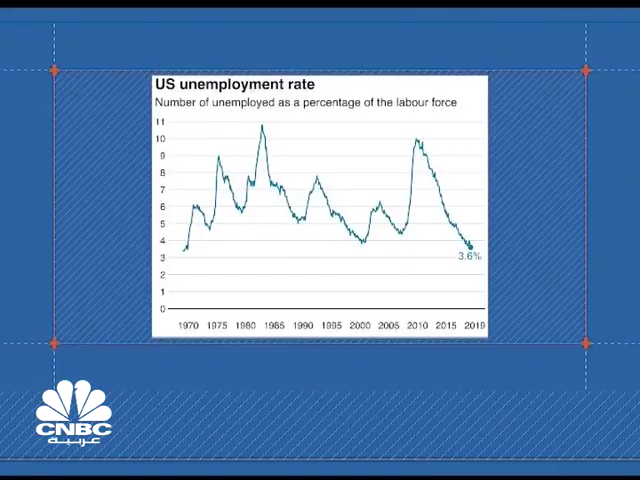 US unemployment rate
Number of unemployed as a percentage of the labour force
11
10
9
8
7
6
5
4
3
2
1
0
3.6%
1970 1975 1980 1985 1990 1995 2000 2005 2010 2015 2019
CNBC
عربية